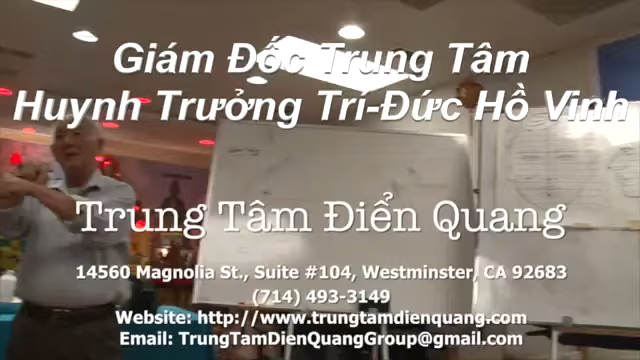 Giám Đốc Trung Tâm
Huynh Trưởng Trí-Đức Hồ Vinh
Trung Tâm Điển Quang
14560 Magnolia St., Suite #104, Westminster, CA 92683
(714) 493-3149
Website: http://www.trungtamdienquang.com
Email: TrungTamDienQuangGroup@gmail.com